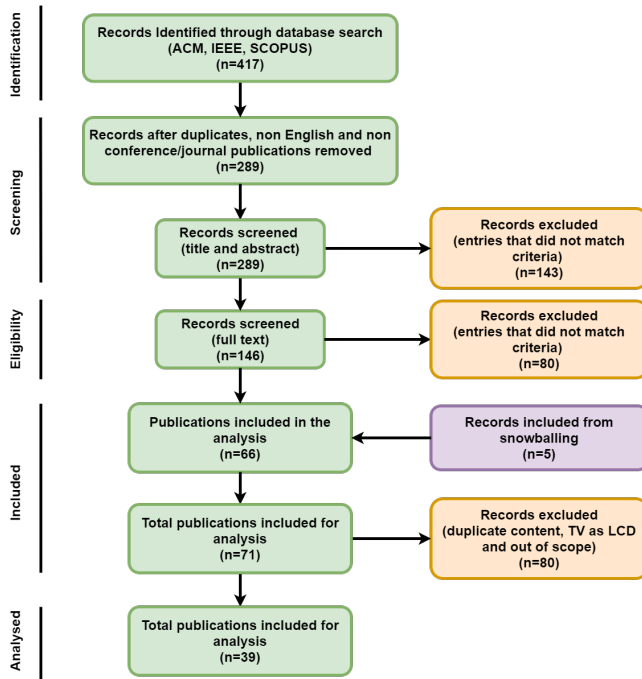 Identification
Records Identified through database search
(ACM, IEEE, SCOPUS)
(n=417)
Screening
Records after duplicates, non English and non
conference/journal publications removed
(n=289)
Records screened
(title and abstract)
(n=289)
Records excluded
(entries that did not match
criteria)
(n=143)
Eligibility
Records screened
(full text)
(n=146)
Records excluded
(entries that did not match
criteria)
(n=80)
Included
Publications included in the
analysis
(n=66)
Records included from
snowballing
(n=5)
Total publications included for
analysis
(n=71)
Records excluded
(duplicate content, TV as LCD
and out of scope)
(n=80)
Analysed
Total publications included for
analysis
(n=39)